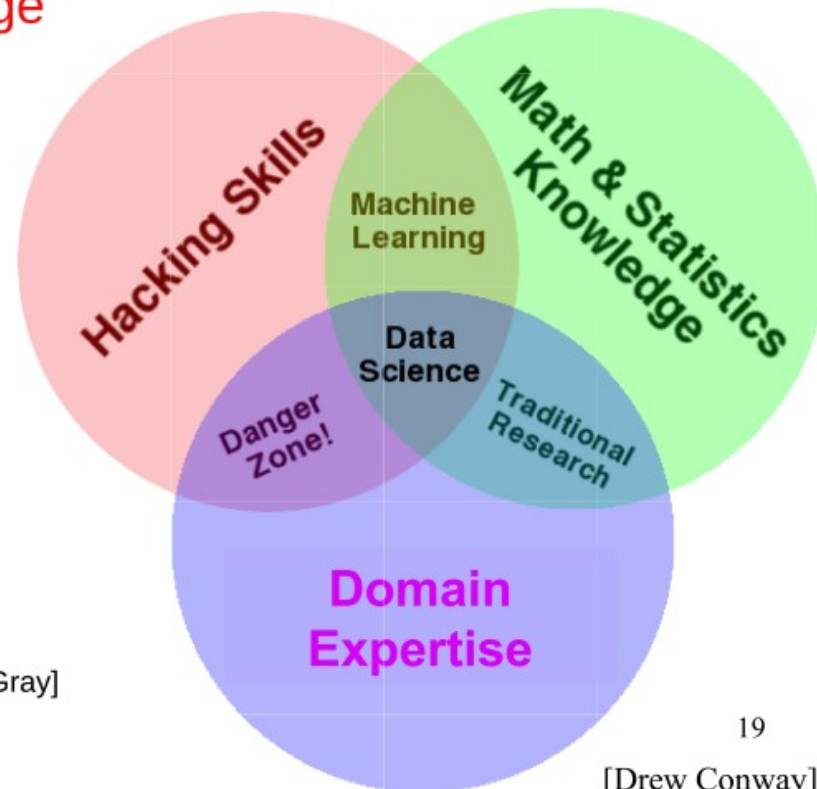 ge
Hacking Skills
Math & Statistics
Knowledge
Machine
Learning
Data
Science
Danger
Zone!
Traditional
Research
Domain
Expertise
Gray]
19
[Drew Conway]